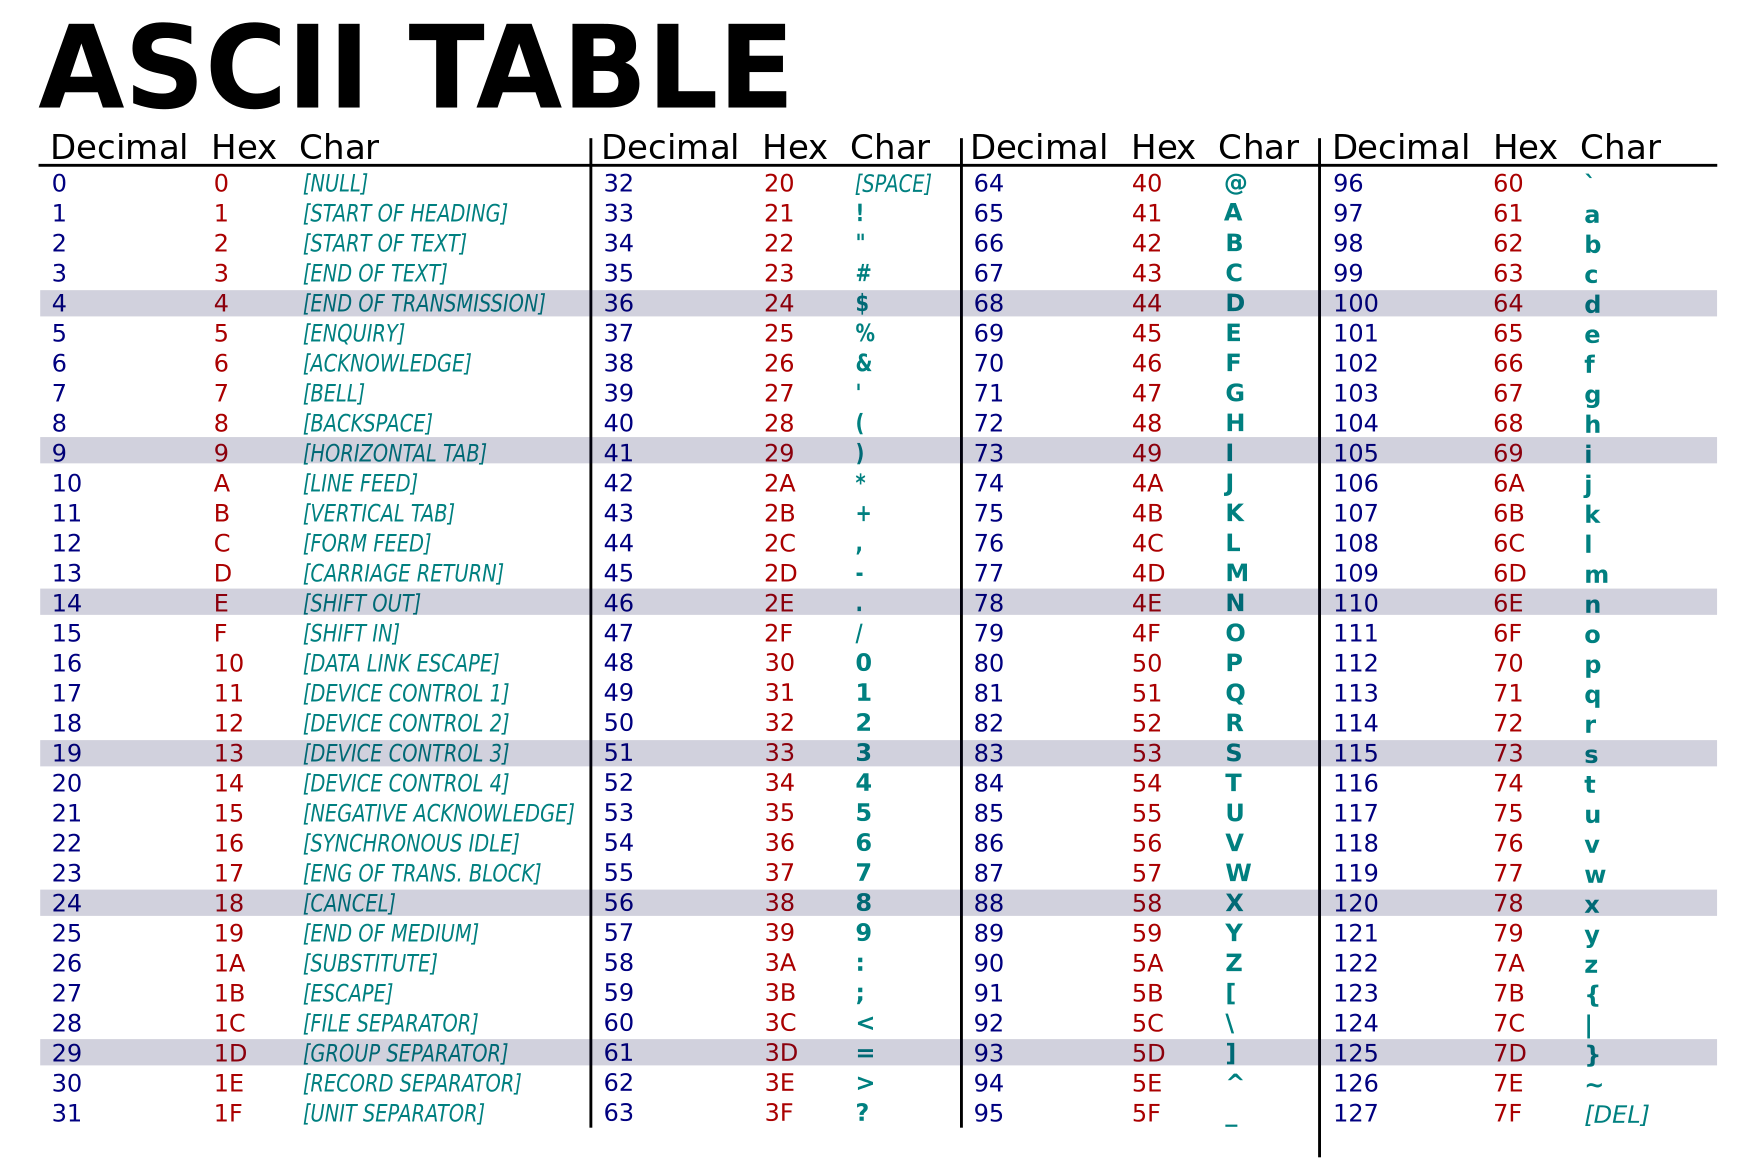 ASCII TABLE
Decimal Hex Char Decimal Hex Char Decimal Hex Char Decimal Hex Char
0 0 [NULL] 32 20 [SPACE] 64 40 @ 96 60 `
1 1 [START OF HEADING] 33 21 ! 65 41 A 97 61 a
2 2 [START OF TEXT] 34 22 " 66 42 B 98 62 b
3 3 [END OF TEXT] 35 23 # 67 43 C 99 63 c
4 4 [END OF TRANSMISSION] 36 24 $ 68 44 D 100 64 d
5 5 [ENQUIRY] 37 25 % 69 45 E 101 65 e
6 6 [ACKNOWLEDGE] 38 26 & 70 46 F 102 66 f
7 7 [BELL] 39 27 ' 71 47 G 103 67 g
8 8 [BACKSPACE] 40 28 ( 72 48 H 104 68 h
9 9 [HORIZONTAL TAB] 41 29 ) 73 49 I 105 69 i
10 A [LINE FEED] 42 2A * 74 4A J 106 6A j
11 B [VERTICAL TAB] 43 2B + 75 4B K 107 6B k
12 C [FORM FEED] 44 2C , 76 4C L 108 6C l
13 D [CARRIAGE RETURN] 45 2D - 77 4D M 109 6D m
14 E [SHIFT OUT] 46 2E . 78 4E N 110 6E n
15 F [SHIFT IN] 47 2F / 79 4F O 111 6F o
16 10 [DATA LINK ESCAPE] 48 30 0 80 50 P 112 70 p
17 11 [DEVICE CONTROL 1] 49 31 1 81 51 Q 113 71 q
18 12 [DEVICE CONTROL 2] 50 32 2 82 52 R 114 72 r
19 13 [DEVICE CONTROL 3] 51 33 3 83 53 S 115 73 s
20 14 [DEVICE CONTROL 4] 52 34 4 84 54 T 116 74 t
21 15 [NEGATIVE ACKNOWLEDGE] 53 35 5 85 55 U 117 75 u
22 16 [SYNCHRONOUS IDLE] 54 36 6 86 56 V 118 76 v
23 17 [ENG OF TRANS. BLOCK] 55 37 7 87 57 W 119 77 w
24 18 [CANCEL] 56 38 8 88 58 X 120 78 x
25 19 [END OF MEDIUM] 57 39 9 89 59 Y 121 79 y
26 1A [SUBSTITUTE] 58 3A : 90 5A Z 122 7A z
27 1B [ESCAPE] 59 3B ; 91 5B [ 123 7B {
28 1C [FILE SEPARATOR] 60 3C < 92 5C \ 124 7C |
29 1D [GROUP SEPARATOR] 61 3D = 93 5D ] 125 7D }
30 1E [RECORD SEPARATOR] 62 3E > 94 5E ^ 126 7E ~
31 1F [UNIT SEPARATOR] 63 3F ? 95 5F _ 127 7F [DEL]